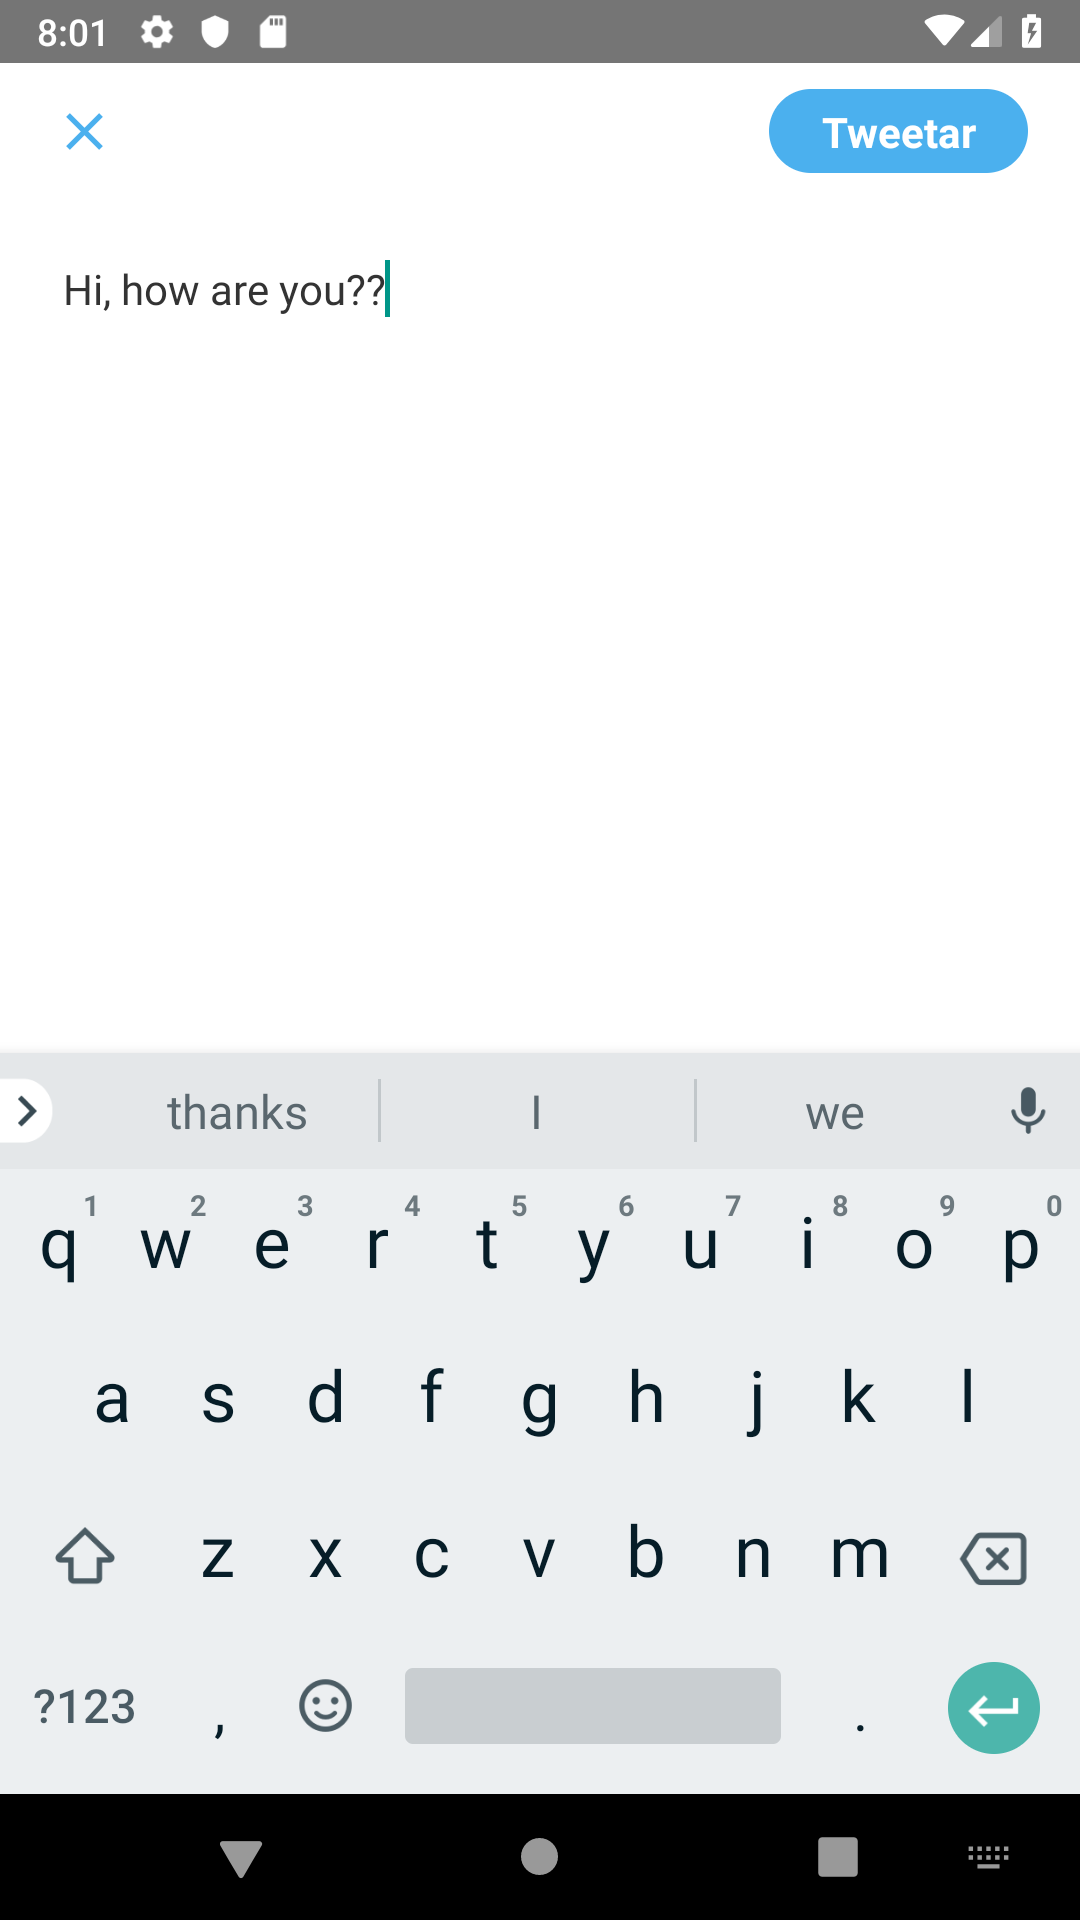 8:01
Tweetar
Hi, how are you??
thanks I we
1 2 3 4 5 6 7 8 9 0
q w e r t y u i o p
a s d f g h j k l
z x c v b n m
?123 , .